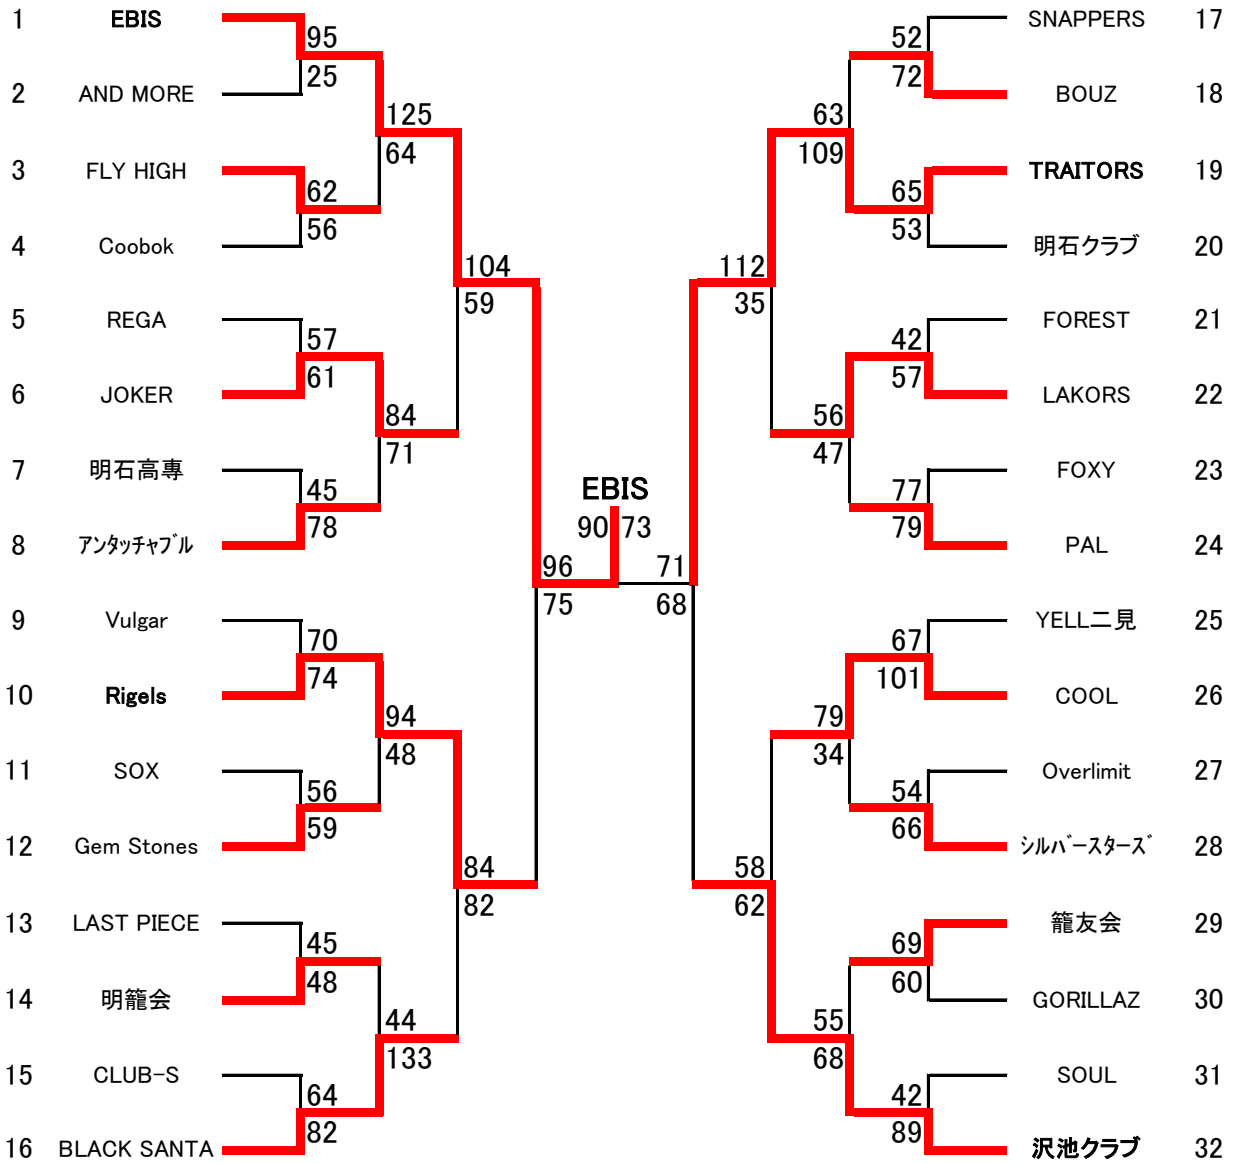 1 EBIS SNAPPERS 17
95 52
25 72
2 AND MORE BOUZ 18
125 63
64 109
3 FLY HIGH TRAITORS 19
62 65
56 53
4 Coobok 明石クラブ 20
104 112
59 35
5 REGA FOREST 21
57 42
61 57
6 JOKER LAKORS 22
84 56
71 47
7 明石高専 FOXY 23
45 77
EBIS
78 90 73 79
8 アンタッチャブル PAL 24
96 71
75 68
9 Vulgar YELL二見 25
70 67
74 101
10 Rigels COOL 26
94 79
48 34
11 SOX Overlimit 27
56 54
59 66
12 Gem Stones シルバースターズ 28
84 58
82 62
13 LAST PIECE 籠友会 29
45 69
48 60
14 明籠会 GORILLAZ 30
44 55
133 68
15 CLUB-S SOUL 31
64 42
82 89
16 BLACK SANTA 沢池クラブ 32